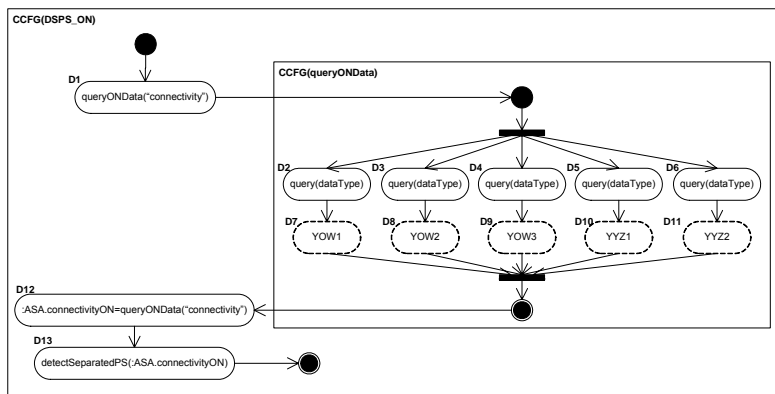 CCFG(DSPS_ON)
D1
queryONData("connectivity")
CCFG(queryONData)
D2 D3 D4 D5 D6
query(dataType) query(dataType) query(dataType) query(dataType) query(dataType)
D7 D8 D9 D10 D11
YOW1 YOW2 YOW3 YYZ1 YYZ2
D12
:ASA.connectivityON=queryONData("connectivity")
D13
detectSeparatedPS(:ASA.connectivityON)